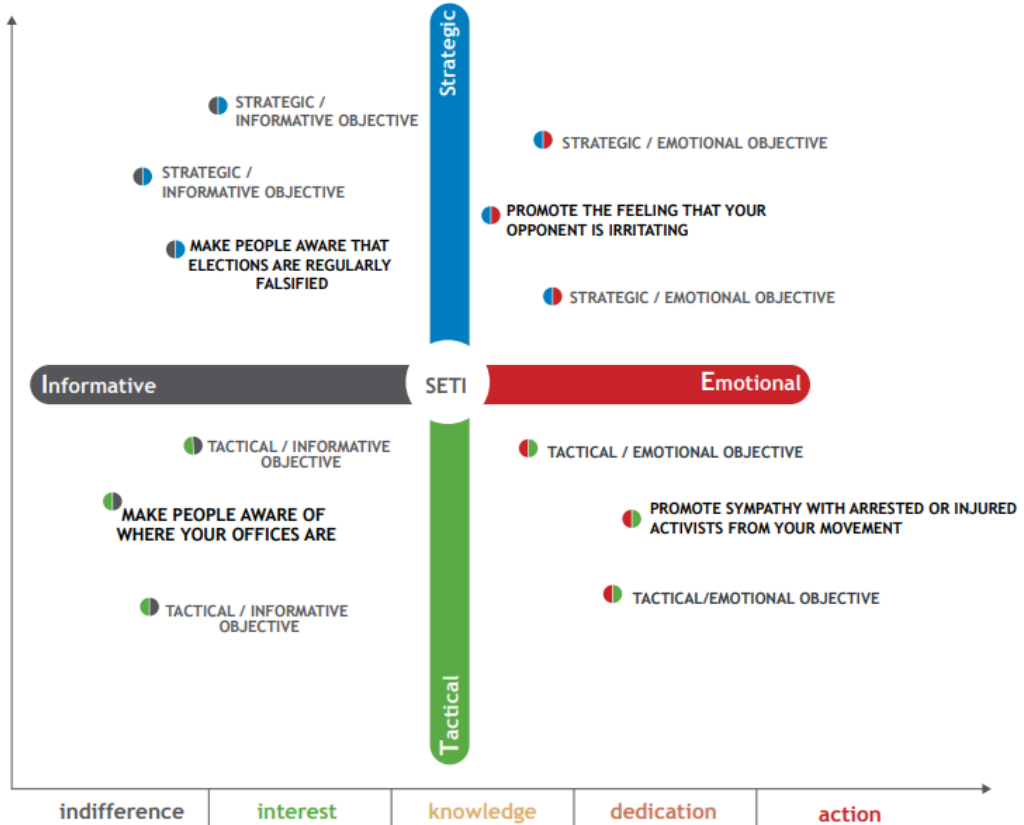 Strategic
STRATEGIC /
INFORMATIVE OBJECTIVE
STRATEGIC / EMOTIONAL OBJECTIVE
STRATEGIC /
INFORMATIVE OBJECTIVE
PROMOTE THE FEELING THAT YOUR
OPPONENT IS IRRITATING
MAKE PEOPLE AWARE THAT
ELECTIONS ARE REGULARLY
FALSIFIED
STRATEGIC / EMOTIONAL OBJECTIVE
Informative
SETI
Emotional
TACTICAL / INFORMATIVE
OBJECTIVE
TACTICAL / EMOTIONAL OBJECTIVE
MAKE PEOPLE AWARE OF
WHERE YOUR OFFICES ARE
PROMOTE SYMPATHY WITH ARRESTED OR INJURED
ACTIVISTS FROM YOUR MOVEMENT
TACTICAL / INFORMATIVE
OBJECTIVE
TACTICAL/EMOTIONAL OBJECTIVE
Tactical
indifference
interest
knowledge
dedication
action